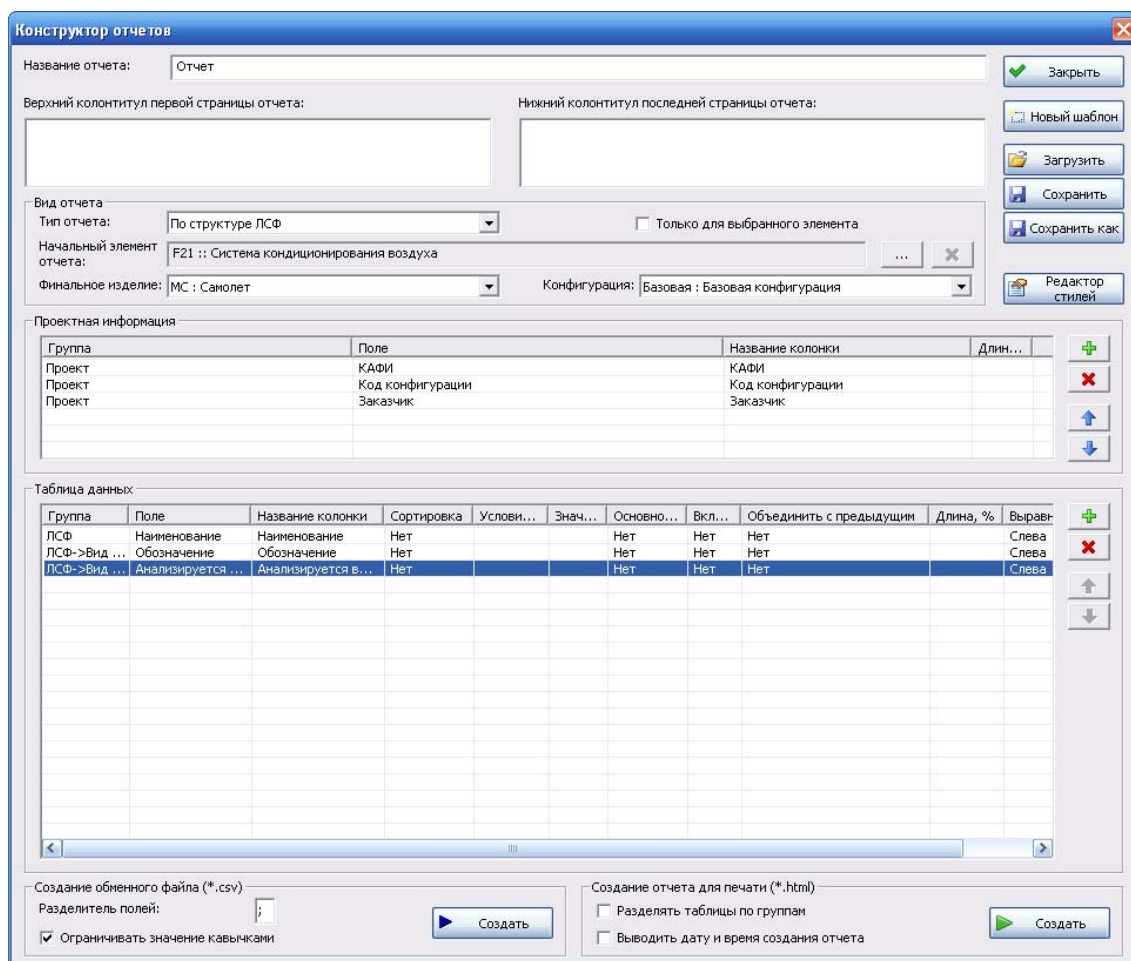 Конструктор отчетов
Название отчета: Отчет
Закрыть
Верхний колонтитул первой страницы отчета: Нижний колонтитул последней страницы отчета:
Новый шаблон
Загрузить
Сохранить
Сохранить как
Редактор стилей
Вид отчета
Тип отчета: По структуре ЛСФ Только для выбранного элемента
Начальный элемент отчета: F21 :: Система кондиционирования воздуха ...
Финальное изделие: МС : Самолет Конфигурация: Базовая : Базовая конфигурация
Проектная информация
Группа Поле Название колонки Длин...
Проект КАФИ КАФИ
Проект Код конфигурации Код конфигурации
Проект Заказчик Заказчик
Таблица данных
Группа Поле Название колонки Сортировка Услови... Знач... Основно... Вкл... Объединить с предыдущим Длина, % Выравн
ЛСФ Наименование Наименование Нет Нет Нет Нет Слева
ЛСФ->Вид ... Обозначение Обозначение Нет Нет Нет Нет Слева
ЛСФ->Вид ... Анализируется ... Анализируется в... Нет Нет Нет Нет Слева
Создание обменного файла (*.csv) Создание отчета для печати (*.html)
Разделитель полей: ; Создать Разделять таблицы по группам Создать
Ограничивать значение кавычками Выводить дату и время создания отчета